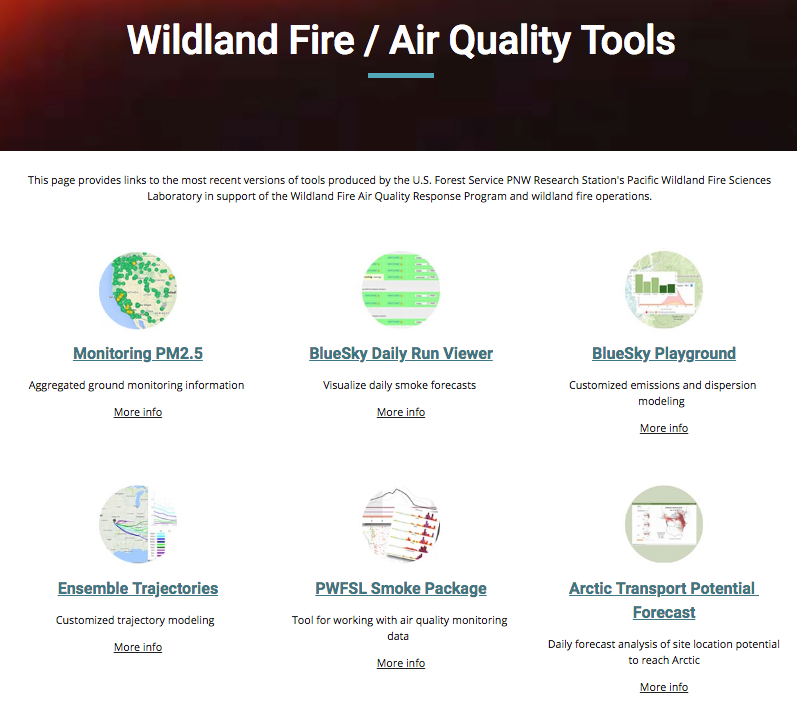 Wildland Fire / Air Quality Tools
This page provides links to the most recent versions of tools produced by the U.S. Forest Service PNW Research Station's Pacific Wildland Fire Sciences
Laboratory in support of the Wildland Fire Air Quality Response Program and wildland fire operations.
Monitoring PM2.5
Aggregated ground monitoring information
More info
BlueSky Daily Run Viewer
Visualize daily smoke forecasts
More info
BlueSky Playground
Customized emissions and dispersion
modeling
More info
Ensemble Trajectories
Customized trajectory modeling
More info
PWFSL Smoke Package
Tool for working with air quality monitoring
data
More info
Arctic Transport Potential
Forecast
Daily forecast analysis of site location potential
to reach Arctic
More info